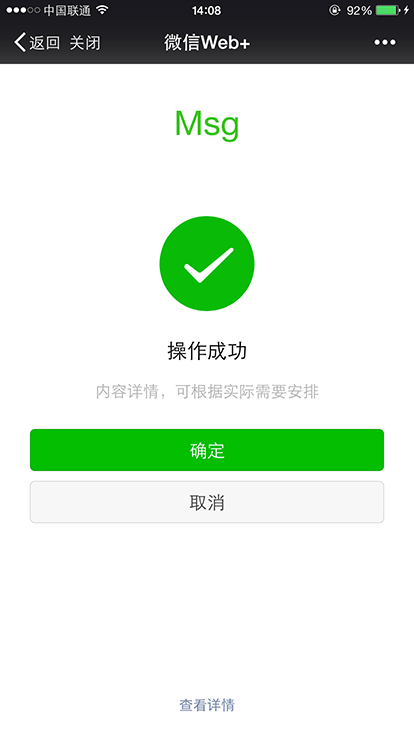 中国联通 14:08 92%
返回 关闭 微信Web+
Msg
操作成功
内容详情，可根据实际需要安排
确定
取消
查看详情